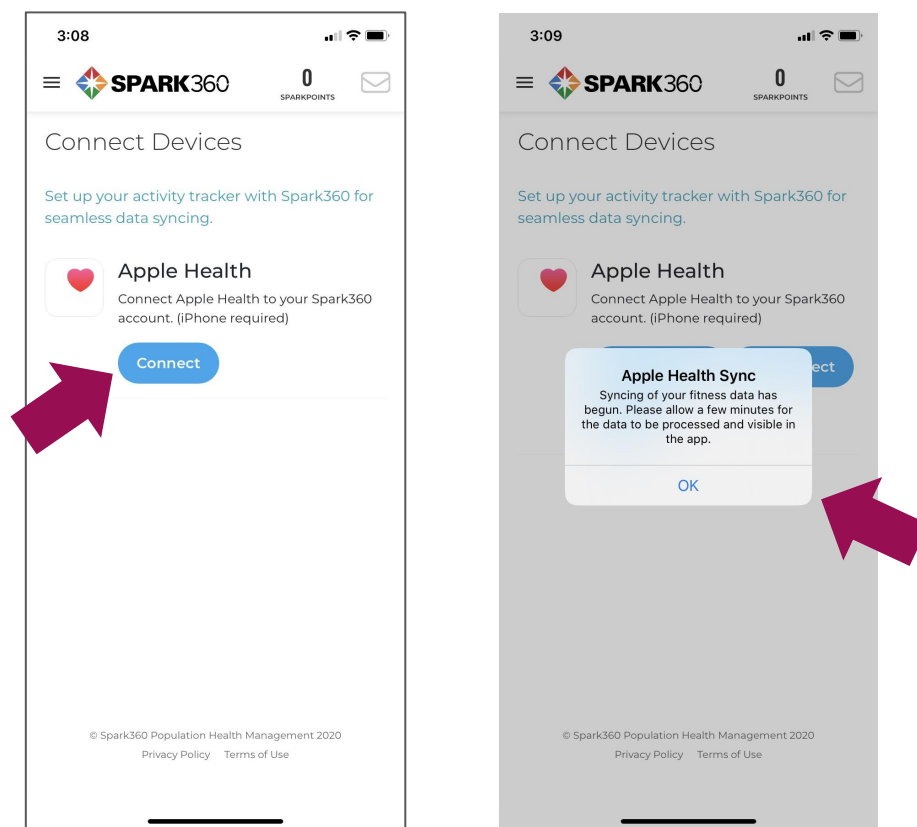 3:08
SPARK360
0
SPARKPOINTS
Connect Devices
Set up your activity tracker with Spark360 for
seamless data syncing.
Apple Health
Connect Apple Health to your Spark360
account. (iPhone required)
Connect
© Spark360 Population Health Management 2020
Privacy Policy Terms of Use
3:09
SPARK360
0
SPARKPOINTS
Connect Devices
Set up your activity tracker with Spark360 for
seamless data syncing.
Apple Health
Connect Apple Health to your Spark360
account. (iPhone required)
ect
Apple Health Sync
Syncing of your fitness data has
begun. Please allow a few minutes for
the data to be processed and visible in
the app.
OK
© Spark360 Population Health Management 2020
Privacy Policy Terms of Use